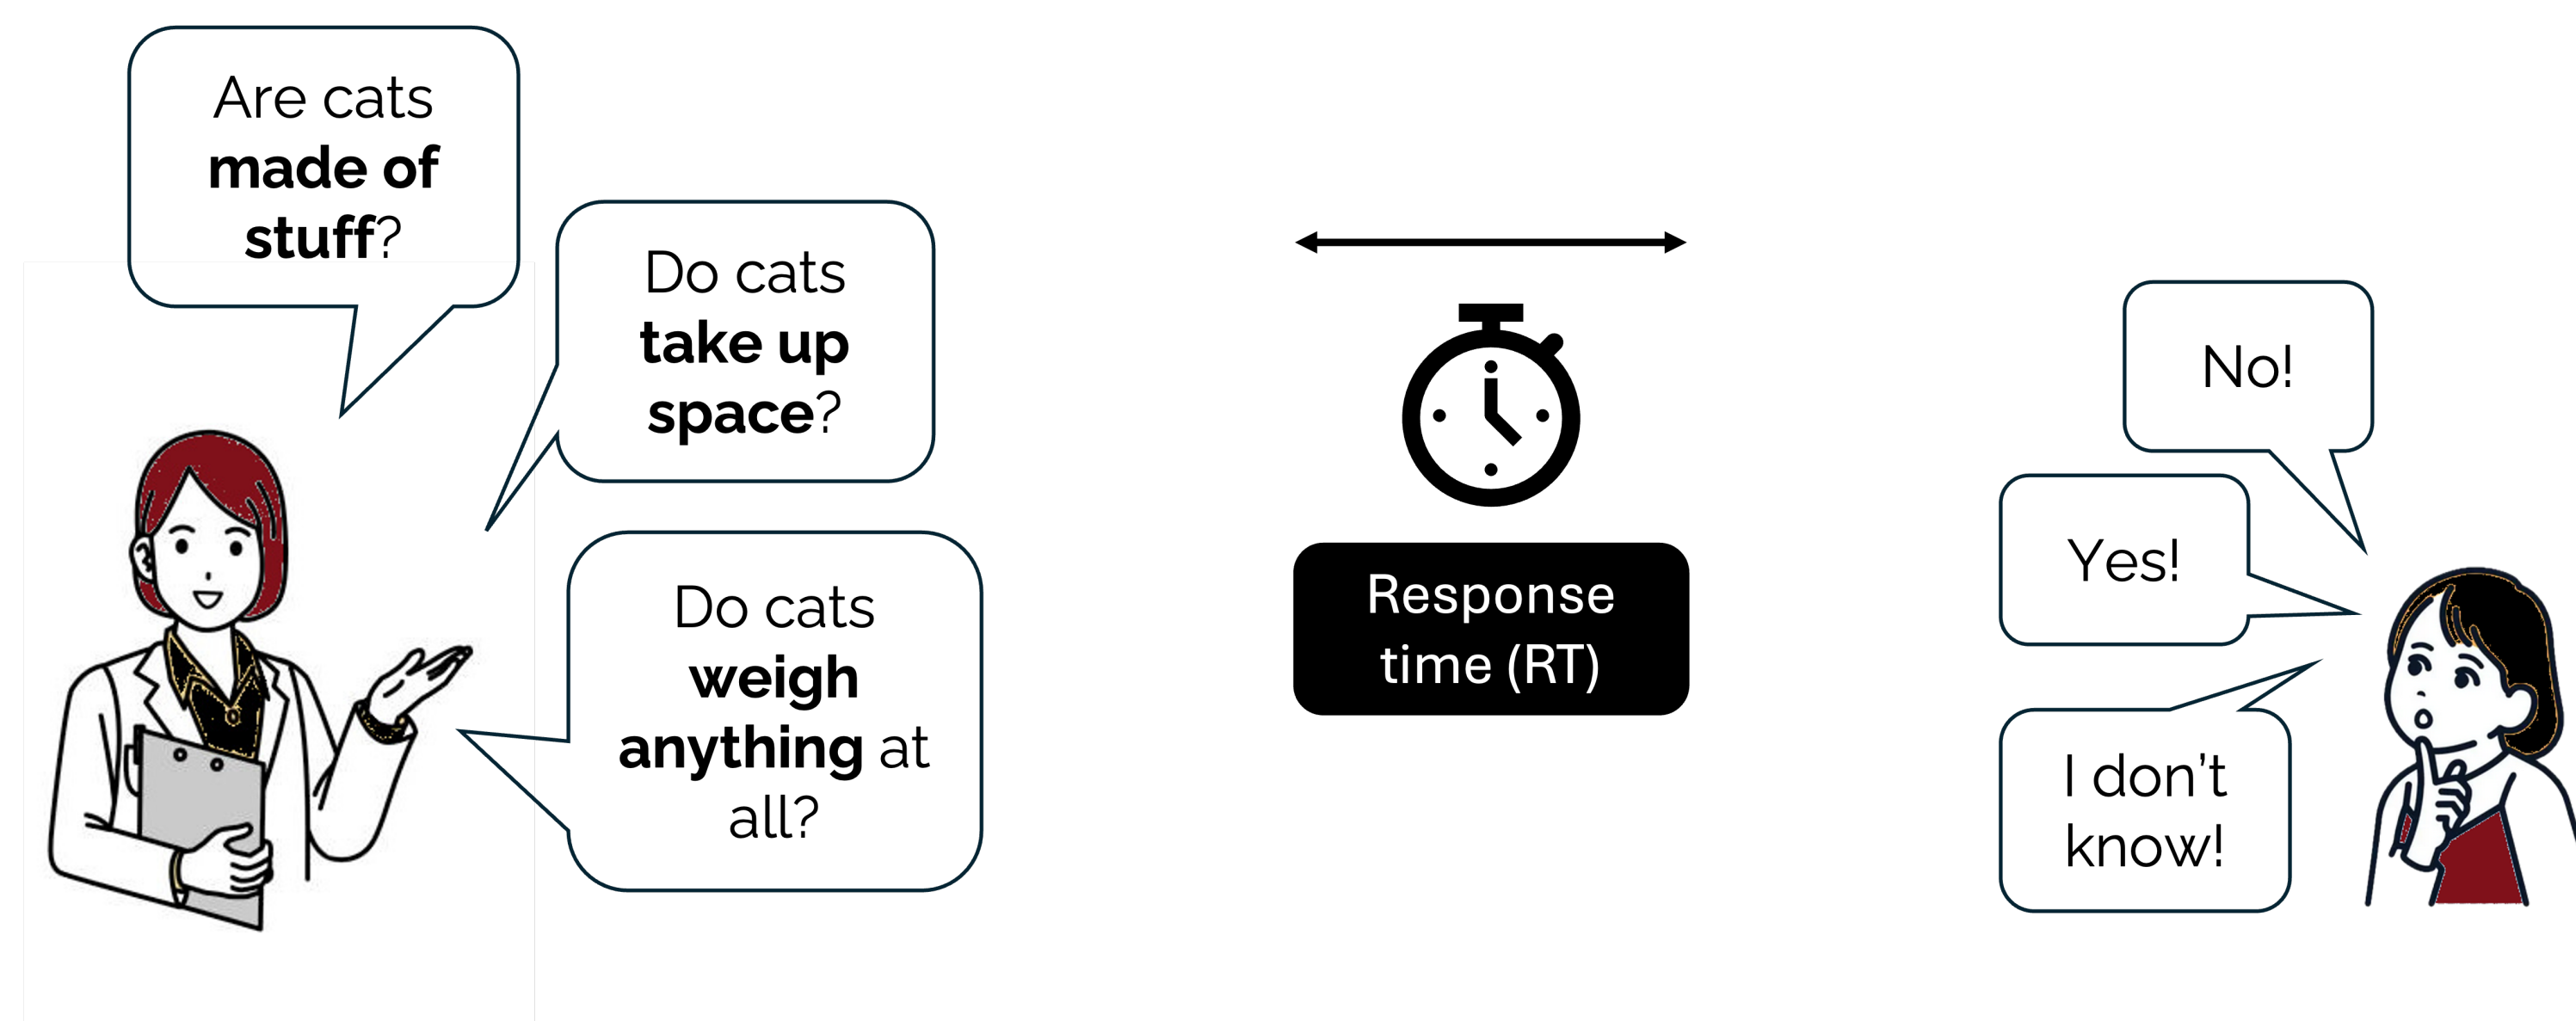 Are cats
made of
stuff?
Do cats
take up
space?
Do cats
weigh
anything at
all?
Response
time (RT)
No!
Yes!
I don't
know!